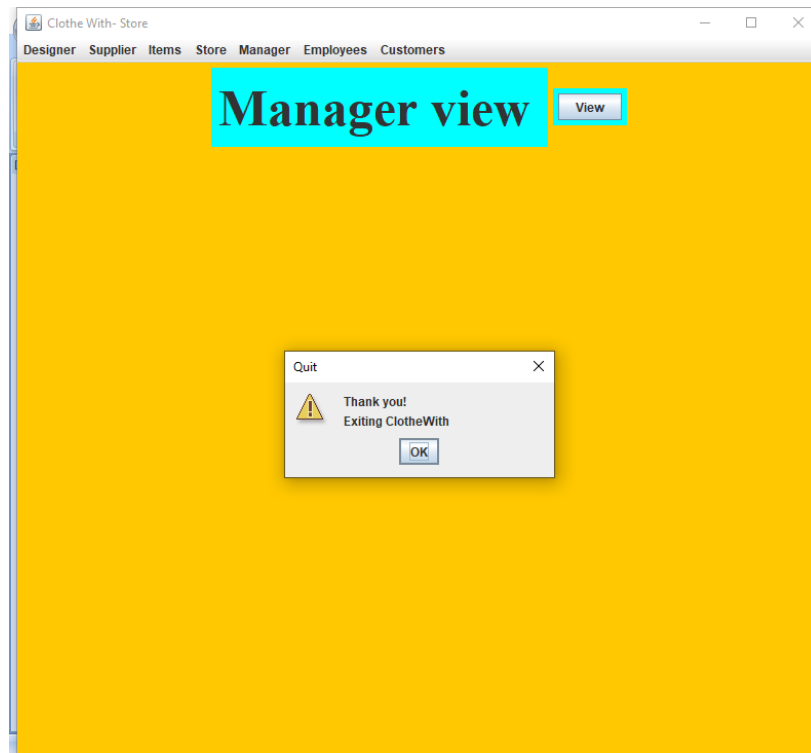 Clothe With- Store
Designer Supplier Items Store Manager Employees Customers
Manager view
View
Quit
Thank you!
Exiting ClotheWith
OK